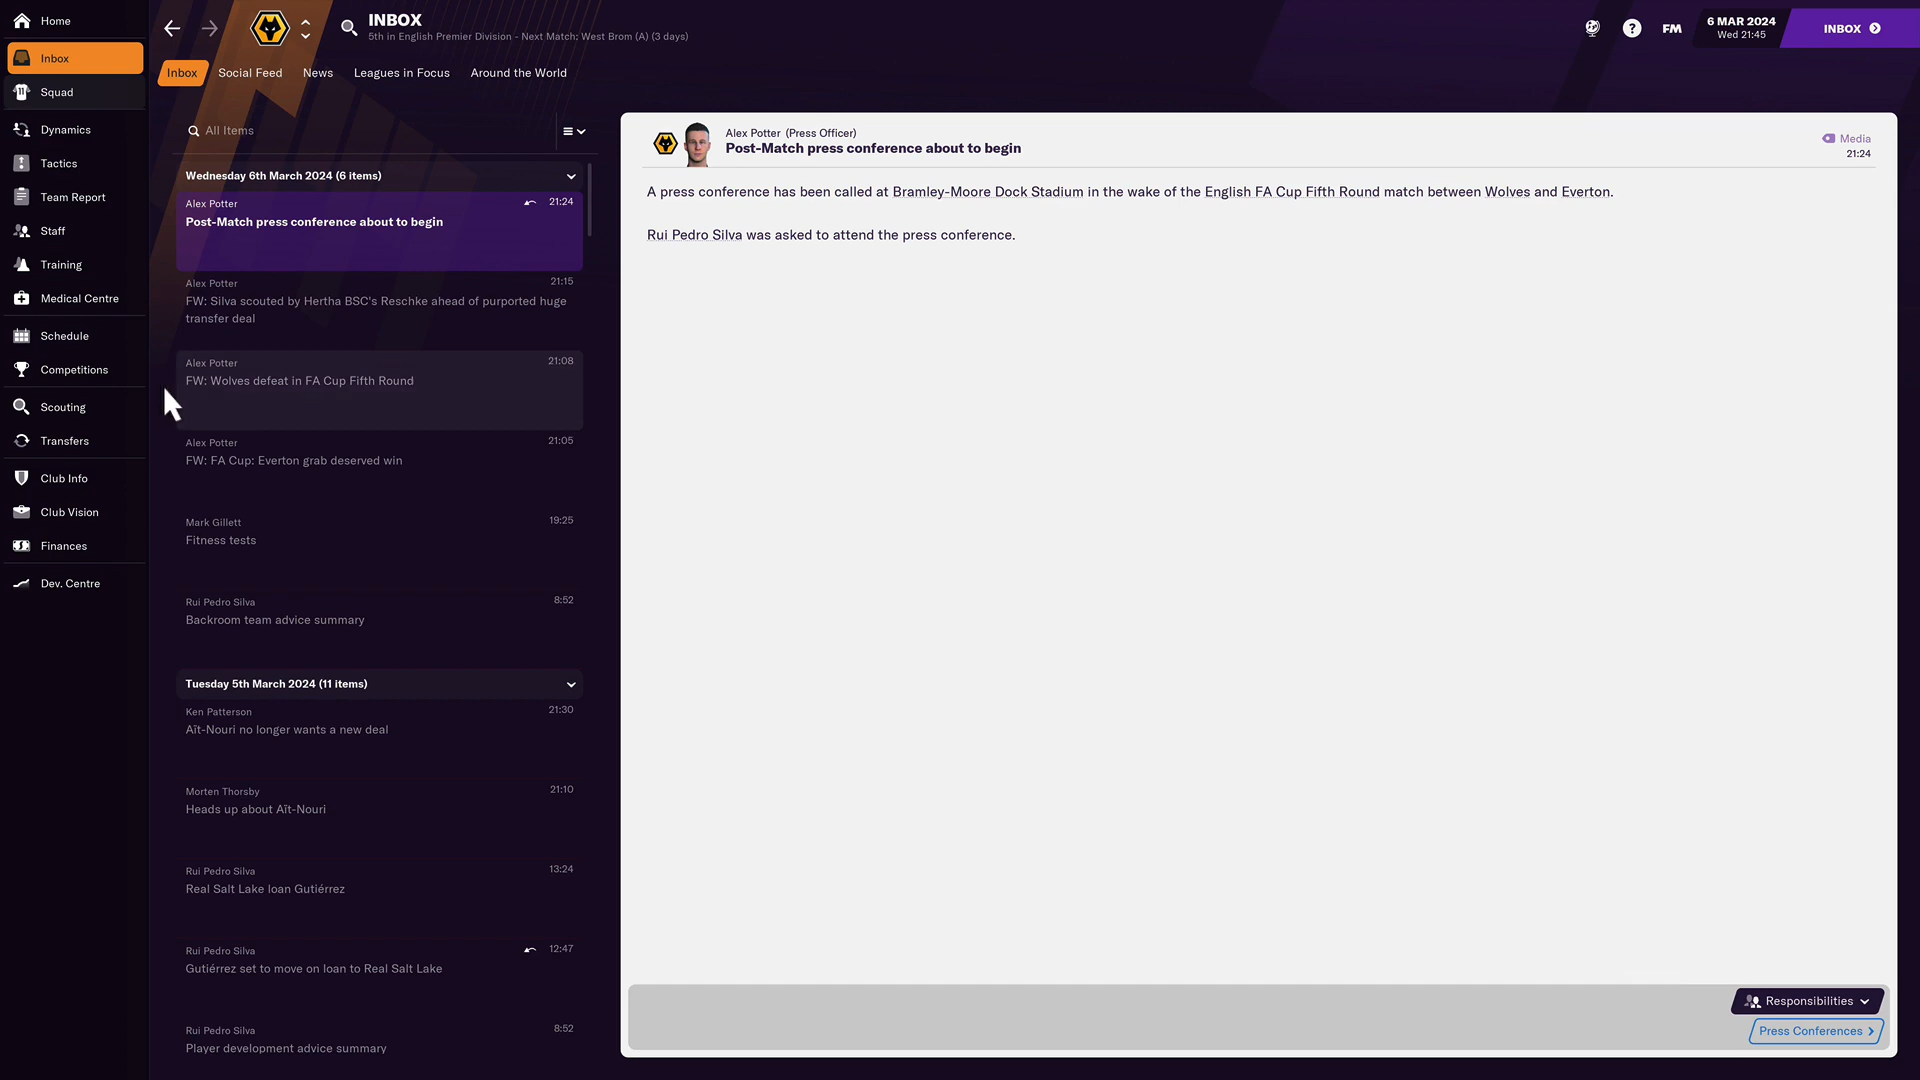 Home
Inbox
Squad
Dynamics
Tactics
Team Report
Staff
Training
Medical Centre
Schedule
Competitions
Scouting
Transfers
Club Info
Club Vision
Finances
Dev. Centre
INBOX
5th in English Premier Division - Next Match: West Brom (A) (3 days)
FM
6 MAR 2024
Wed 21:45
INBOX
Inbox
Social Feed
News
Leagues in Focus
Around the World
All Items
Wednesday 6th March 2024 (6 items)
Alex Potter 21:24
Post-Match press conference about to begin
Alex Potter 21:15
FW: Silva scouted by Hertha BSC's Reschke ahead of purported huge
transfer deal
Alex Potter 21:08
FW: Wolves defeat in FA Cup Fifth Round
Alex Potter 21:05
FW: FA Cup: Everton grab deserved win
Mark Gillett 19:25
Fitness tests
Rui Pedro Silva 8:52
Backroom team advice summary
Tuesday 5th March 2024 (11 items)
Ken Patterson 21:30
Aït-Nouri no longer wants a new deal
Morten Thorsby 21:10
Heads up about Aït-Nouri
Rui Pedro Silva 13:24
Real Salt Lake loan Gutiérrez
Rui Pedro Silva 12:47
Gutiérrez set to move on loan to Real Salt Lake
Rui Pedro Silva 8:52
Player development advice summary
Alex Potter (Press Officer)
Post-Match press conference about to begin
Media
21:24
A press conference has been called at Bramley-Moore Dock Stadium in the wake of the English FA Cup Fifth Round match between Wolves and Everton.
Rui Pedro Silva was asked to attend the press conference.
Responsibilities
Press Conferences